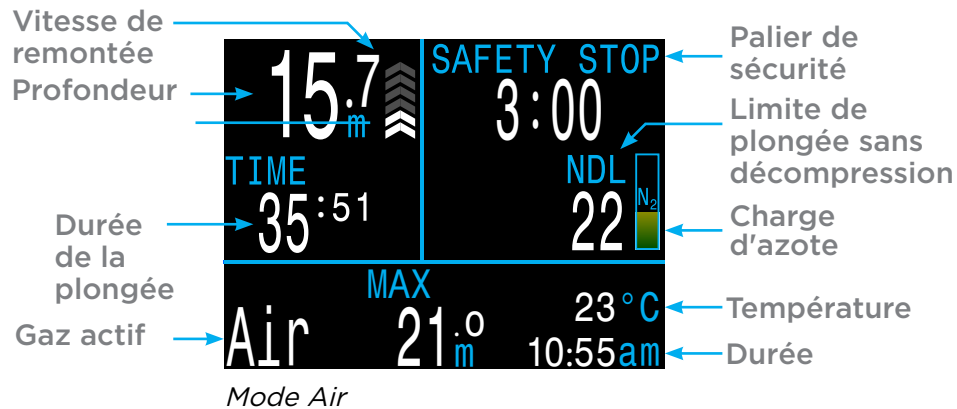 Vitesse de
remontée
Profondeur
15.7
m
TIME
35:51
Durée
de la
plongée
Gaz actif
Air
MAX
21.0
m
SAFETY STOP
3:00
NDL
22
N2
23°C
10:55am
Palier de
sécurité
Limite de
plongée sans
décompression
Charge
d'azote
Température
Durée
Mode Air